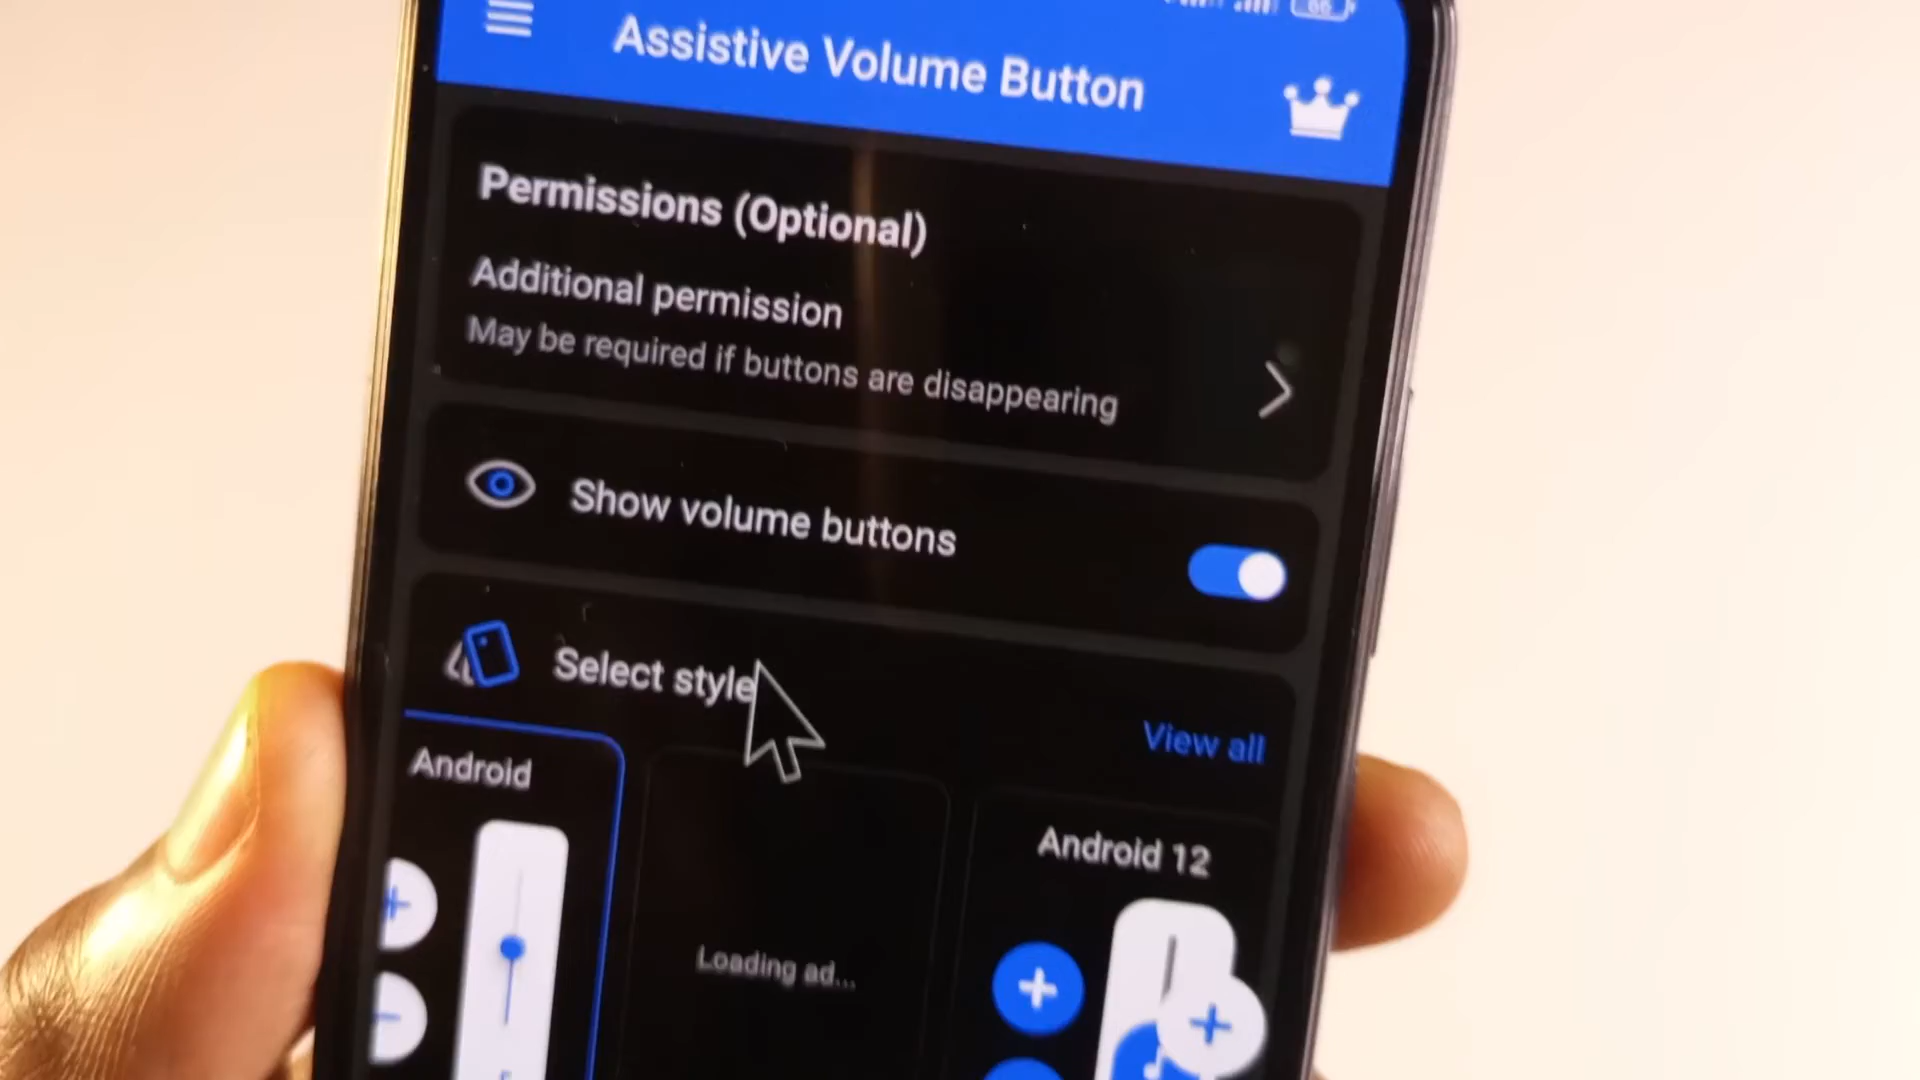 66
Assistive Volume Button
Permissions (Optional)
Additional permission
May be required if buttons are disappearing
Show volume buttons
Select style
View all
Android
Android 12
Loading ad...